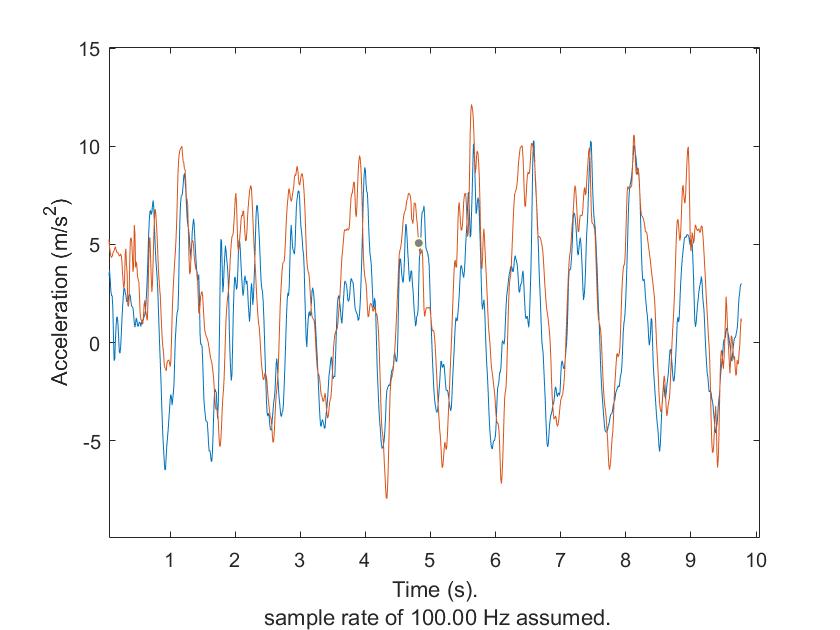 15
10
5
0
-5
Acceleration (m/s²)
1 2 3 4 5 6 7 8 9 10
Time (s).
sample rate of 100.00 Hz assumed.